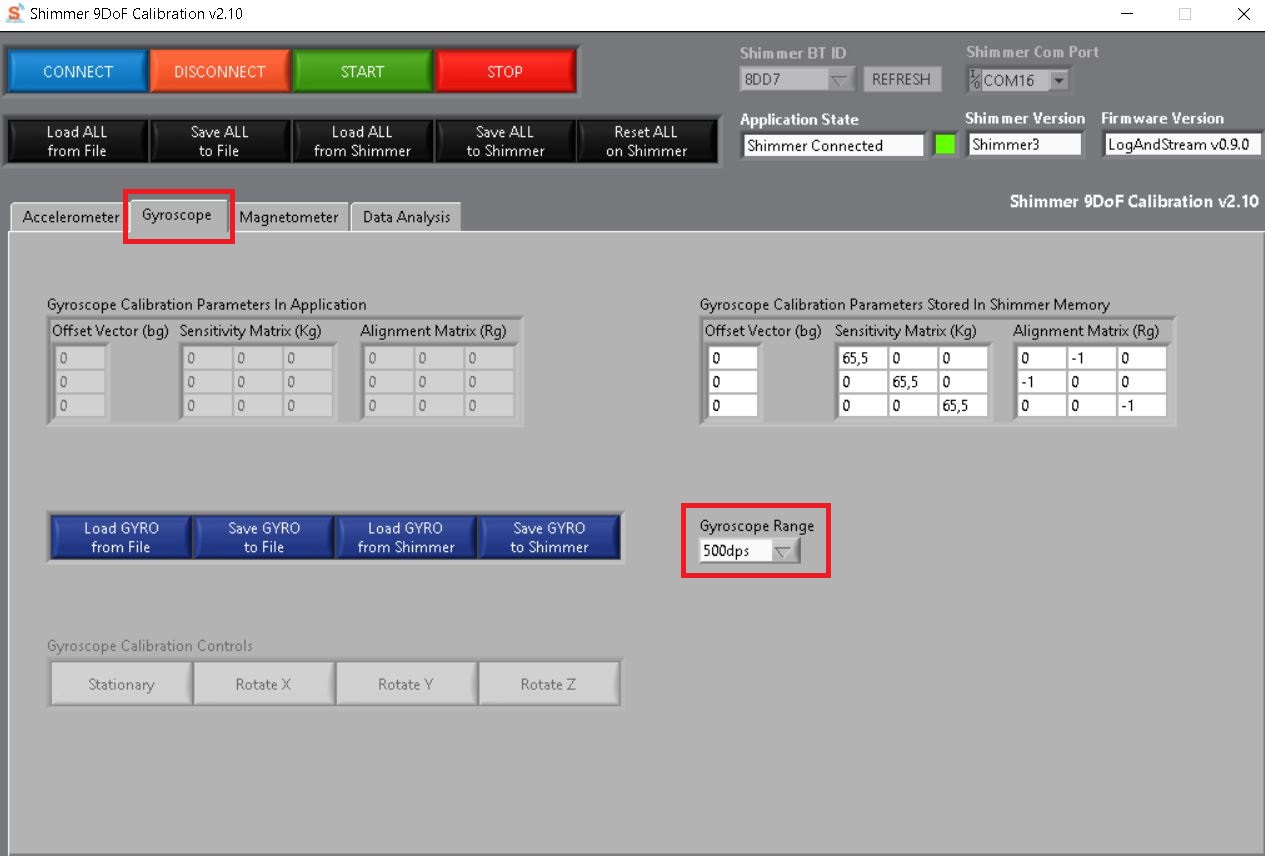 Shimmer 9DoF Calibration v2.10
CONNECT DISCONNECT START STOP
Shimmer BT ID
8DD7 REFRESH
Shimmer Com Port
COM16
Load ALL
from File
Save ALL
to File
Load ALL
from Shimmer
Save ALL
to Shimmer
Reset ALL
on Shimmer
Application State
Shimmer Connected
Shimmer Version
Shimmer3
Firmware Version
LogAndStream v0.9.0
Shimmer 9DoF Calibration v2.10
Accelerometer Gyroscope Magnetometer Data Analysis
Gyroscope Calibration Parameters In Application
Offset Vector (bg) Sensitivity Matrix (Kg) Alignment Matrix (Rg)
0 0 0 0 0 0 0
0 0 0 0 0 0 0
0 0 0 0 0 0 0
Gyroscope Calibration Parameters Stored In Shimmer Memory
Offset Vector (bg) Sensitivity Matrix (Kg) Alignment Matrix (Rg)
0 65,5 0 0 0 -1 0
0 0 65,5 0 -1 0 0
0 0 0 65,5 0 0 -1
Load GYRO
from File
Save GYRO
to File
Load GYRO
from Shimmer
Save GYRO
to Shimmer
Gyroscope Range
500dps
Gyroscope Calibration Controls
Stationary Rotate X Rotate Y Rotate Z